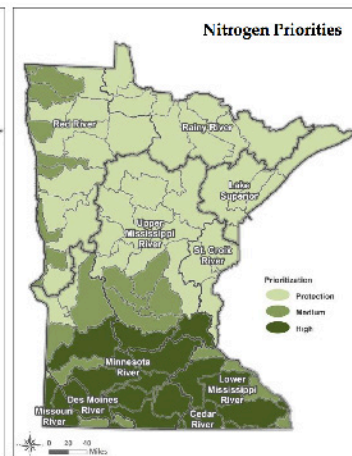 Nitrogen Priorities
Red River
Rainy River
Lake
Superior
Upper
Mississippi
River
St. Croix
River
Prioritization
Protection
Medium
High
Minnesota
River
Lower
Mississippi
River
Des Moines
River
Missouri
River
Cedar
River
0 20 40
Miles